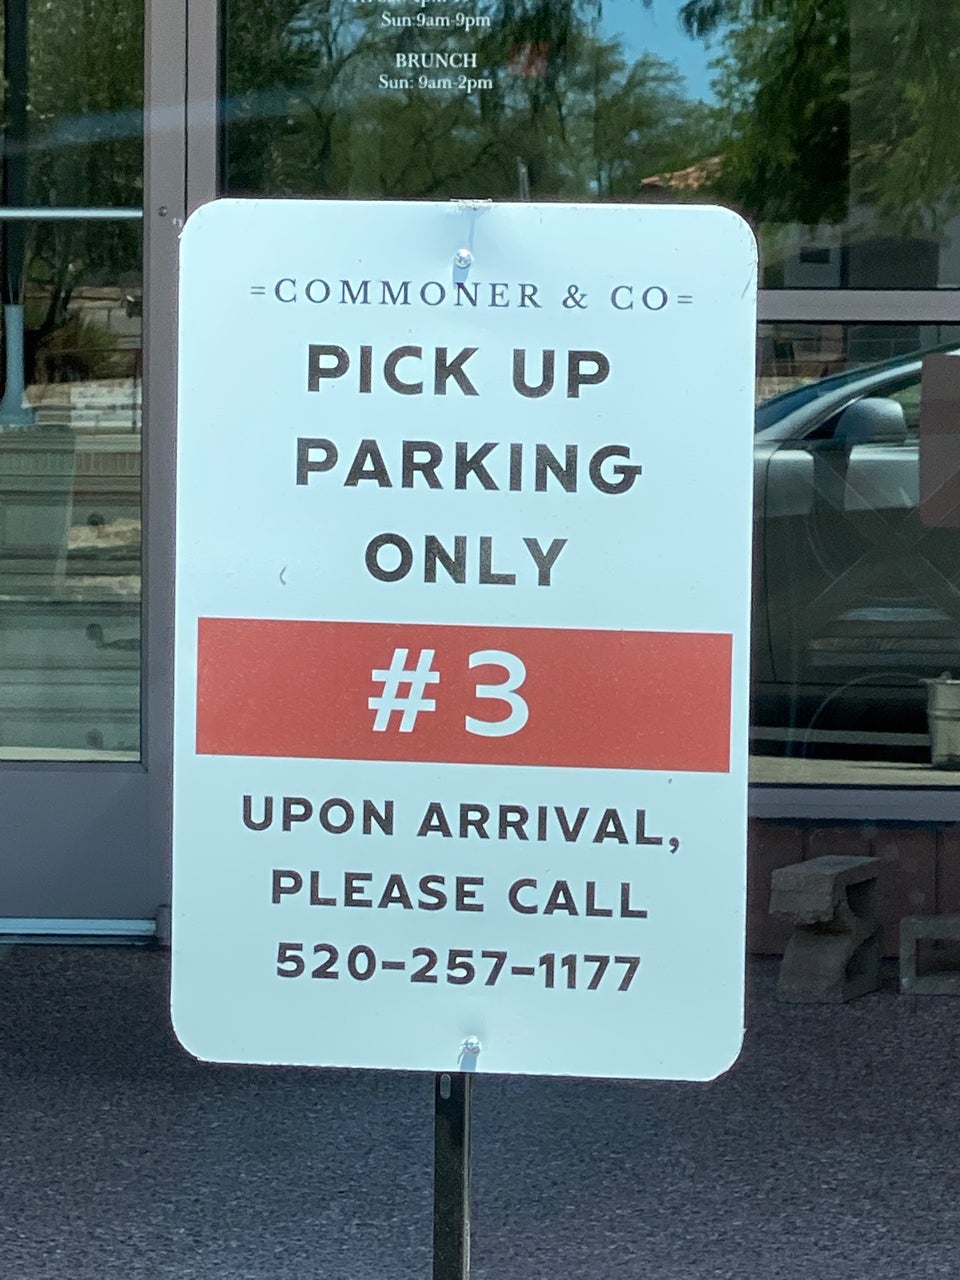 Sun:9am-9pm
BRUNCH
Sun: 9am-2pm
=COMMONER & CO=
PICK UP
PARKING
ONLY
#3
UPON ARRIVAL,
PLEASE CALL
520-257-1177